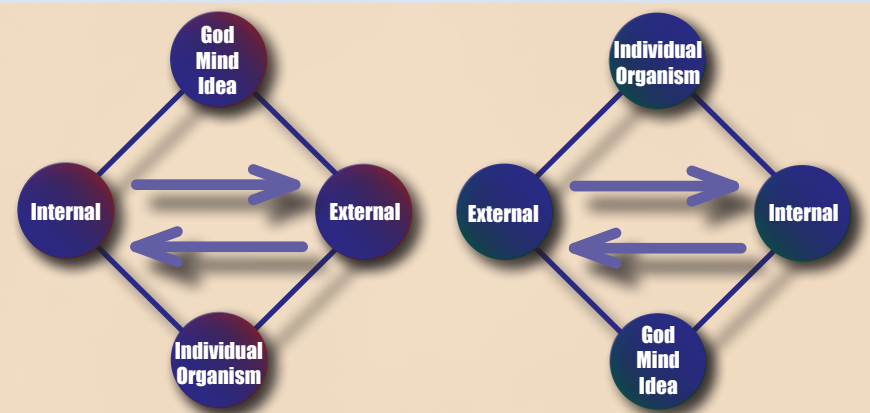 God
Mind
Idea
Internal
External
Individual
Organism
Individual
Organism
External
Internal
God
Mind
Idea